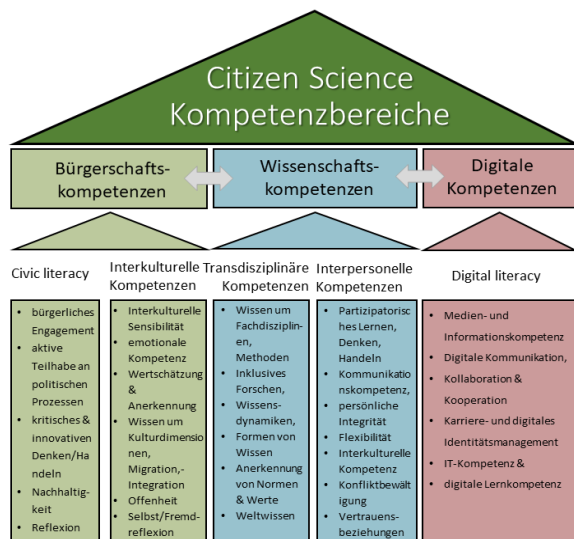 Citizen Science
Kompetenzbereiche
Bürgerschafts-
kompetenzen
Wissenschafts-
kompetenzen
Digitale
Kompetenzen
Civic literacy
Interkulturelle
Kompetenzen
Transdisziplinäre
Kompetenzen
Interpersonelle
Kompetenzen
Digital literacy
• bürgerliches
Engagement
• aktive
Teilhabe an
politischen
Prozessen
• kritisches &
innovativen
Denken/Ha
ndeln
• Nachhaltig-
keit
• Reflexion
• Interkulturelle
Sensibilität
• emotionale
Kompetenz
• Wertschätzung
&
Anerkennung
• Wissen um
Kulturdimensio
nen,
Migration,-
Integration
• Offenheit
• Selbst/Fremd-
reflexion
• Wissen um
Fachdisziplin-
en,
Methoden
• Inklusives
Forschen,
• Wissens-
dynamiken,
• Formen von
Wissen
• Anerkennung
von Normen
& Werte
• Weltwissen
• Partizipatoris-
ches Lernen,
Denken,
Handeln
• Kommunikati
onskompetenz,
• persönliche
Integrität
• Flexibilität
• Interkulturelle
Kompetenz
• Konfliktbewäl
tigung
• Vertrauens-
beziehungen
• Medien- und
Informationskompetenz
• Digitale Kommunikation,
• Kollaboration &
Kooperation
• Karriere- und digitales
Identitätsmanagement
• IT-Kompetenz &
• digitale Lernkompetenz